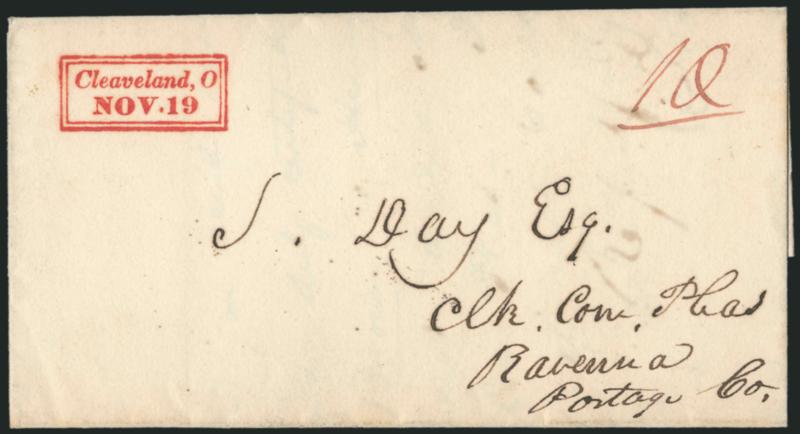 Cleaveland, O
NOV. 19
10
S. Day Esq.
Clk. Com. Pleas
Ravenna
Portage Co.